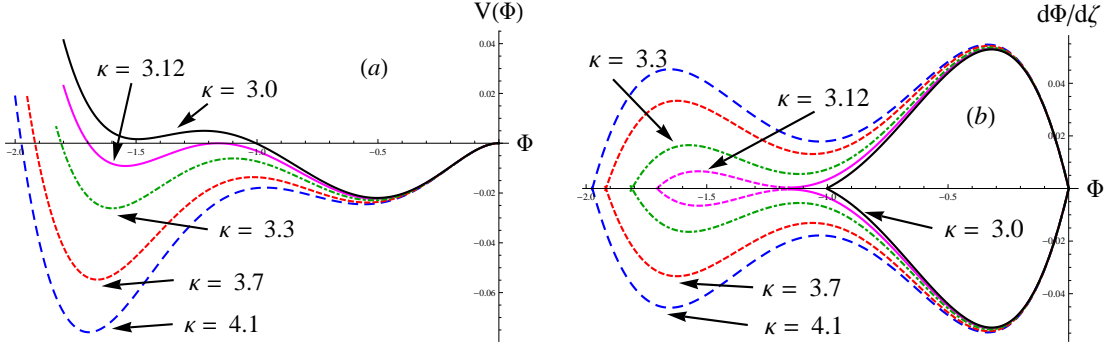 V(Φ)
0.04
κ = 3.12
(a)
κ = 3.0
-2.0
-1.5
-1.0
-0.5
Φ
-0.02
κ = 3.3
-0.04
κ = 3.7
-0.06
κ = 4.1
dΦ/dζ
0.04
κ = 3.3
κ = 3.12
(b)
0.02
-2.0
-1.5
-1.0
-0.5
Φ
κ = 3.0
-0.02
κ = 3.7
-0.04
κ = 4.1